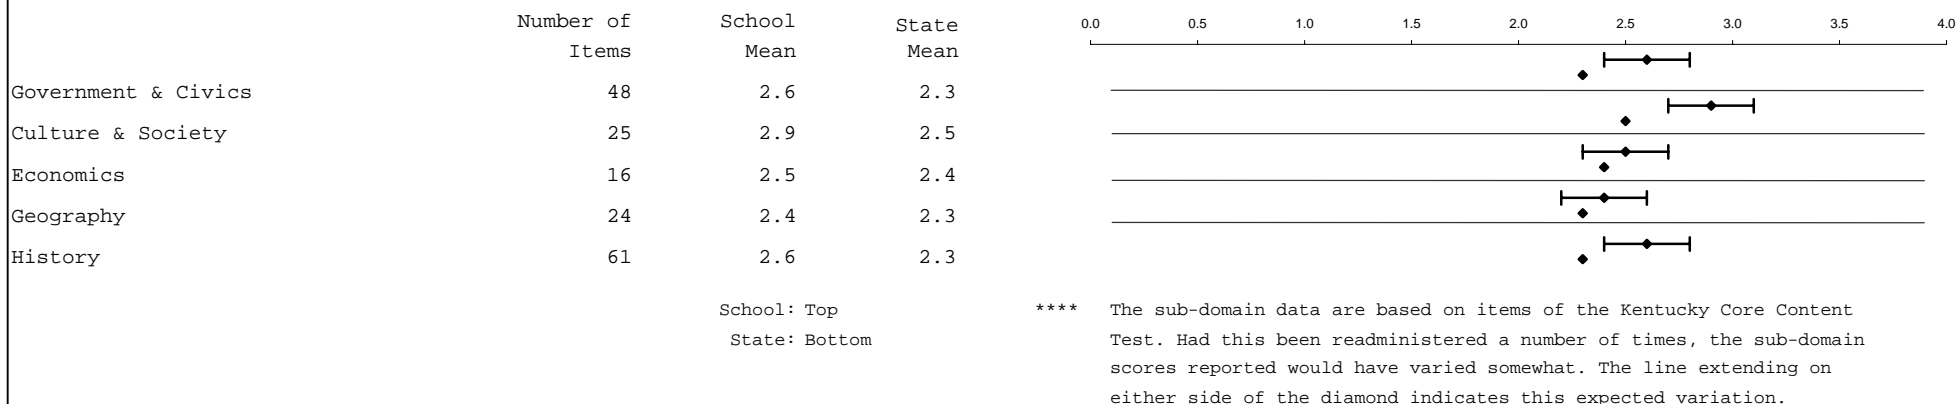 Number of School State
Items Mean Mean
0.0 0.5 1.0 1.5 2.0 2.5 3.0 3.5 4.0
Government & Civics 48 2.6 2.3
Culture & Society 25 2.9 2.5
Economics 16 2.5 2.4
Geography 24 2.4 2.3
History 61 2.6 2.3
School: Top
State: Bottom
**** The sub-domain data are based on items of the Kentucky Core Content
Test. Had this been readministered a number of times, the sub-domain
scores reported would have varied somewhat. The line extending on
either side of the diamond indicates this expected variation.